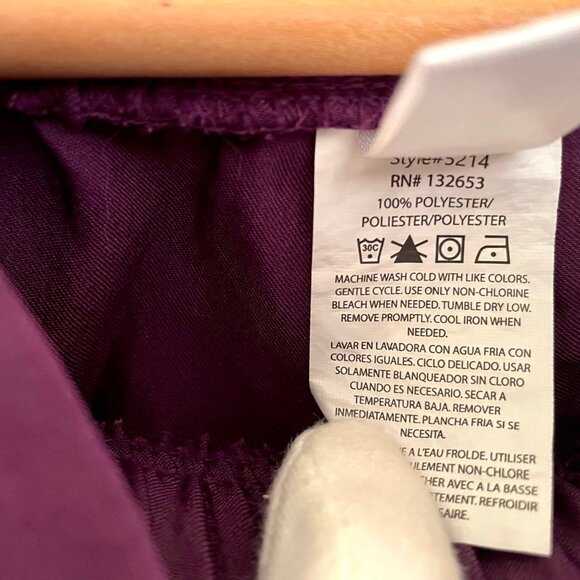 Style#5214
RN# 132653
100% POLYESTER/
POLIESTER/POLYESTER
30C
MACHINE WASH COLD WITH LIKE COLORS.
GENTLE CYCLE. USE ONLY NON-CHLORINE
BLEACH WHEN NEEDED. TUMBLE DRY LOW.
REMOVE PROMPTLY. COOL IRON WHEN
NEEDED.
LAVAR EN LAVADORA CON AGUA FRIA CON
COLORES IGUALES. CICLO DELICADO. USAR
SOLAMENTE BLANQUEADOR SIN CLORO
CUANDO ES NECESARIO. SECAR A
TEMPERATURA BAJA. REMOVER
INMEDIATAMENTE. PLANCHA FRIA SI SE
NECESITA.
A L'EAU FROLDE. UTILISER
NON-CHLORE
AVEC A LA BASSE
REFROIDIR